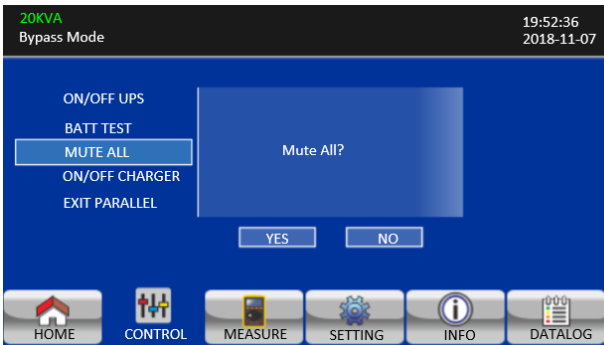 20KVA
Bypass Mode
19:52:36
2018-11-07
ON/OFF UPS
BATT TEST
MUTE ALL
ON/OFF CHARGER
EXIT PARALLEL
Mute All?
YES NO
HOME CONTROL MEASURE SETTING INFO DATALOG